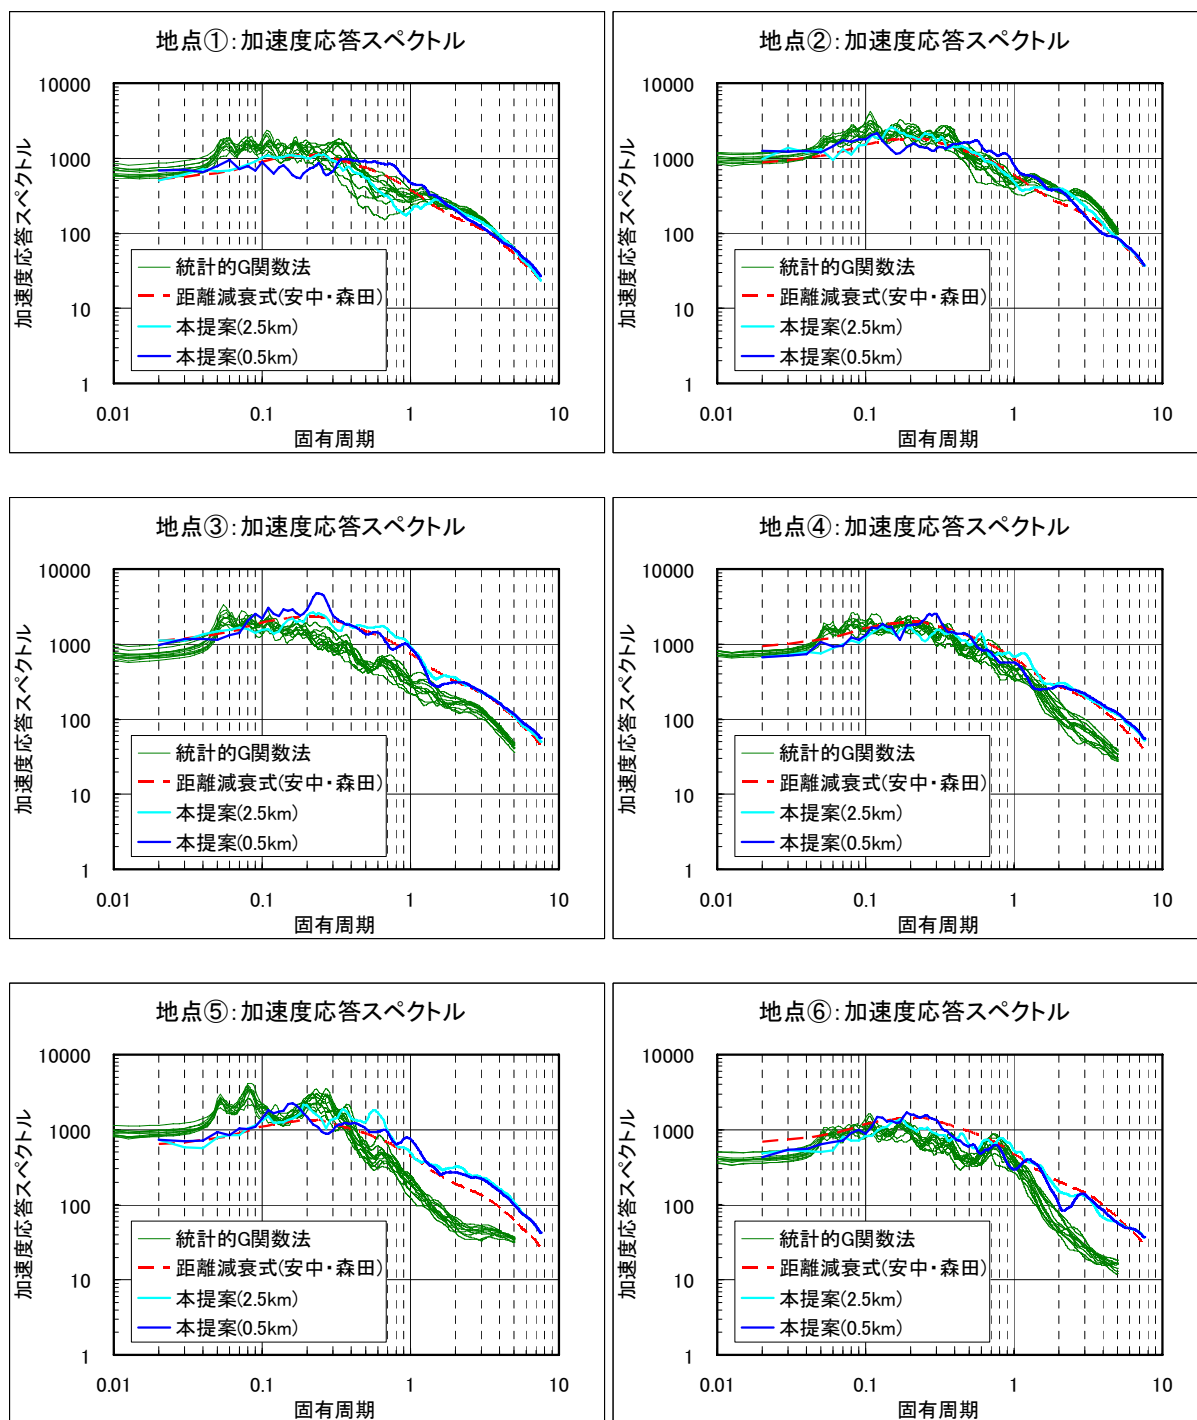 地点①:加速度応答スペクトル
加速度応答スペクトル
10000
1000
100
10
1
統計的G関数法
距離減衰式(安中・森田)
本提案(2.5km)
本提案(0.5km)
0.01 0.1 1 10
固有周期
地点②:加速度応答スペクトル
加速度応答スペクトル
10000
1000
100
10
1
統計的G関数法
距離減衰式(安中・森田)
本提案(2.5km)
本提案(0.5km)
0.01 0.1 1 10
固有周期
地点③:加速度応答スペクトル
加速度応答スペクトル
10000
1000
100
10
1
統計的G関数法
距離減衰式(安中・森田)
本提案(2.5km)
本提案(0.5km)
0.01 0.1 1 10
固有周期
地点④:加速度応答スペクトル
加速度応答スペクトル
10000
1000
100
10
1
統計的G関数法
距離減衰式(安中・森田)
本提案(2.5km)
本提案(0.5km)
0.01 0.1 1 10
固有周期
地点⑤:加速度応答スペクトル
加速度応答スペクトル
10000
1000
100
10
1
統計的G関数法
距離減衰式(安中・森田)
本提案(2.5km)
本提案(0.5km)
0.01 0.1 1 10
固有周期
地点⑥:加速度応答スペクトル
加速度応答スペクトル
10000
1000
100
10
1
統計的G関数法
距離減衰式(安中・森田)
本提案(2.5km)
本提案(0.5km)
0.01 0.1 1 10
固有周期